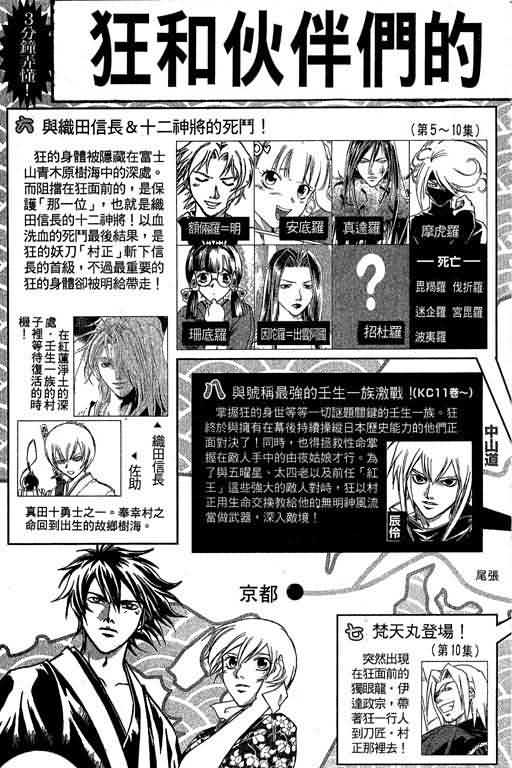 3分鐘弄懂！
狂和伙伴們的
六 與織田信長＆十二神將的死鬥！
（第5～10集）
狂的身體被隱藏在富士
山青木原樹海中的深處。
而阻擋在狂面前的，是保
護「那一位」，也就是織
田信長的十二神將！以血
洗血的死鬥最後結果，是
狂的妖刀「村正」斬下信
長的首級，不過最重要的
狂的身體卻被明給帶走！
額倆羅＝明
安底羅
真達羅
摩虎羅
珊底羅
因陀羅＝出雲阿國
？
招杜羅
— 死亡 —
毘羯羅 伐折羅
迷企羅 宮毘羅
波夷羅
在紅蓮淨土的深
處，壬生一族的村
子裡等待復活的時
機！
▲織田信長
◀佐助
真田十勇士之一。奉幸村之
命回到出生的故鄉樹海。
八 與號稱最強的壬生一族激戰！（KC11卷～）
掌握狂的身世等等一切謎題關鍵的壬生一族。狂
終於與擁有在幕後持續操縱日本歷史能力的他們正
面對決了！同時，也得拯救性命掌
握在敵人手中的由夜姑娘才行。為
了與五曜星、太四老以及前任「紅
王」這些強大的敵人對峙，狂以村
正用生命交換教給他的無明神風流
當做武器，深入敵境！
辰伶
中山道
尾張
京都
七 梵天丸登場！
（第10集）
突然出現
在狂面前的
獨眼龍，伊
達政宗，帶
著狂一行人
到刀匠，村
正那裡去！